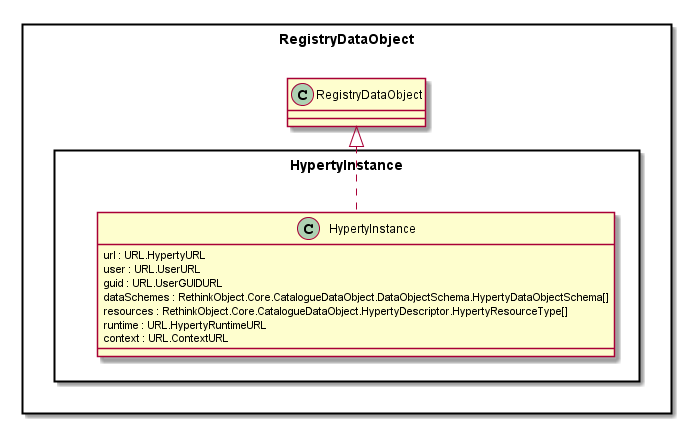 RegistryDataObject
C RegistryDataObject
HypertyInstance
C HypertyInstance
url : URL.HypertyURL
user : URL.UserURL
guid : URL.UserGUIDURL
dataSchemes : RethinkObject.Core.CatalogueDataObject.DataObjectSchema.HypertyDataObjectSchema[]
resources : RethinkObject.Core.CatalogueDataObject.HypertyDescriptor.HypertyResourceType[]
runtime : URL.HypertyRuntimeURL
context : URL.ContextURL